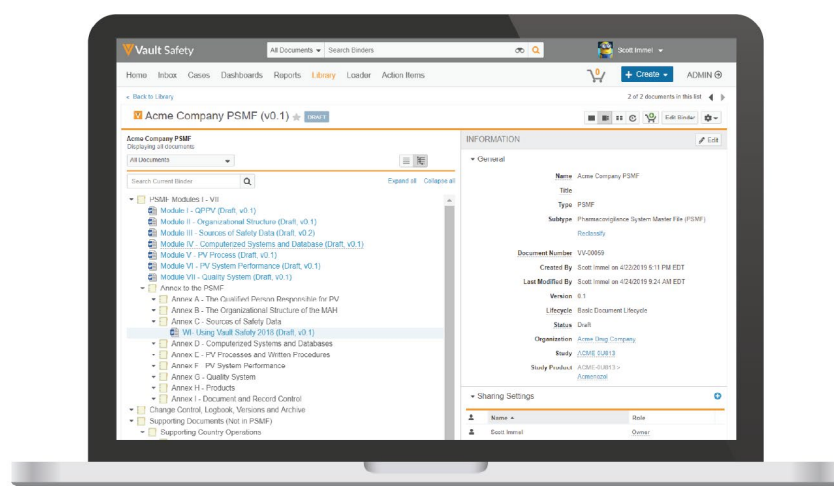 Vault Safety
All Documents
Search Binders
Scott Immel
Home Inbox Cases Dashboards Reports Library Loader Action Items
0
+ Create
ADMIN
« Back to Library
2 of 2 documents in this list
Acme Company PSMF (v0.1)
DRAFT
Edit Binder
Acme Company PSMF
Displaying all documents
All Documents
Search Current Binder
Expand all Collapse all
PSMF Modules I - VII
Module I - QPPV (Draft, v0.1)
Module II - Organizational Structure (Draft, v0.1)
Module III - Sources of Safety Data (Draft, v0.2)
Module IV - Computerized Systems and Database (Draft, v0.1)
Module V - PV Process (Draft, v0.1)
Module VI - PV System Performance (Draft, v0.1)
Module VII - Quality System (Draft, v0.1)
Annex to the PSMF
Annex A - The Qualified Person Responsible for PV
Annex B - The Organizational Structure of the MAH
Annex C - Sources of Safety Data
WI- Using Vault Safety 2018 (Draft, v0.1)
Annex D - Computerized Systems and Databases
Annex E - PV Processes and Written Procedures
Annex F PV System Performance
Annex G - Quality System
Annex H - Products
Annex I - Document and Record Control
Change Control, Logbook, Versions and Archive
Supporting Documents (Not in PSMF)
Supporting Country Operations
INFORMATION
Edit
General
Name Acme Company PSMF
Title
Type PSMF
Subtype Pharmacovigilance System Master File (PSMF)
Reclassify
Document Number VV-00069
Created By Scott Immel on 4/22/2019 5:11 PM EDT
Last Modified By Scott Immel on 4/24/2019 9:24 AM EDT
Version 0.1
Lifecycle Basic Document Lifecycle
Status Draft
Organization Acme Drug Company
Study ACME-0U813
Study Product ACME-0U813 >
Acmenozol
Sharing Settings
Name Role
Scott Immel Owner